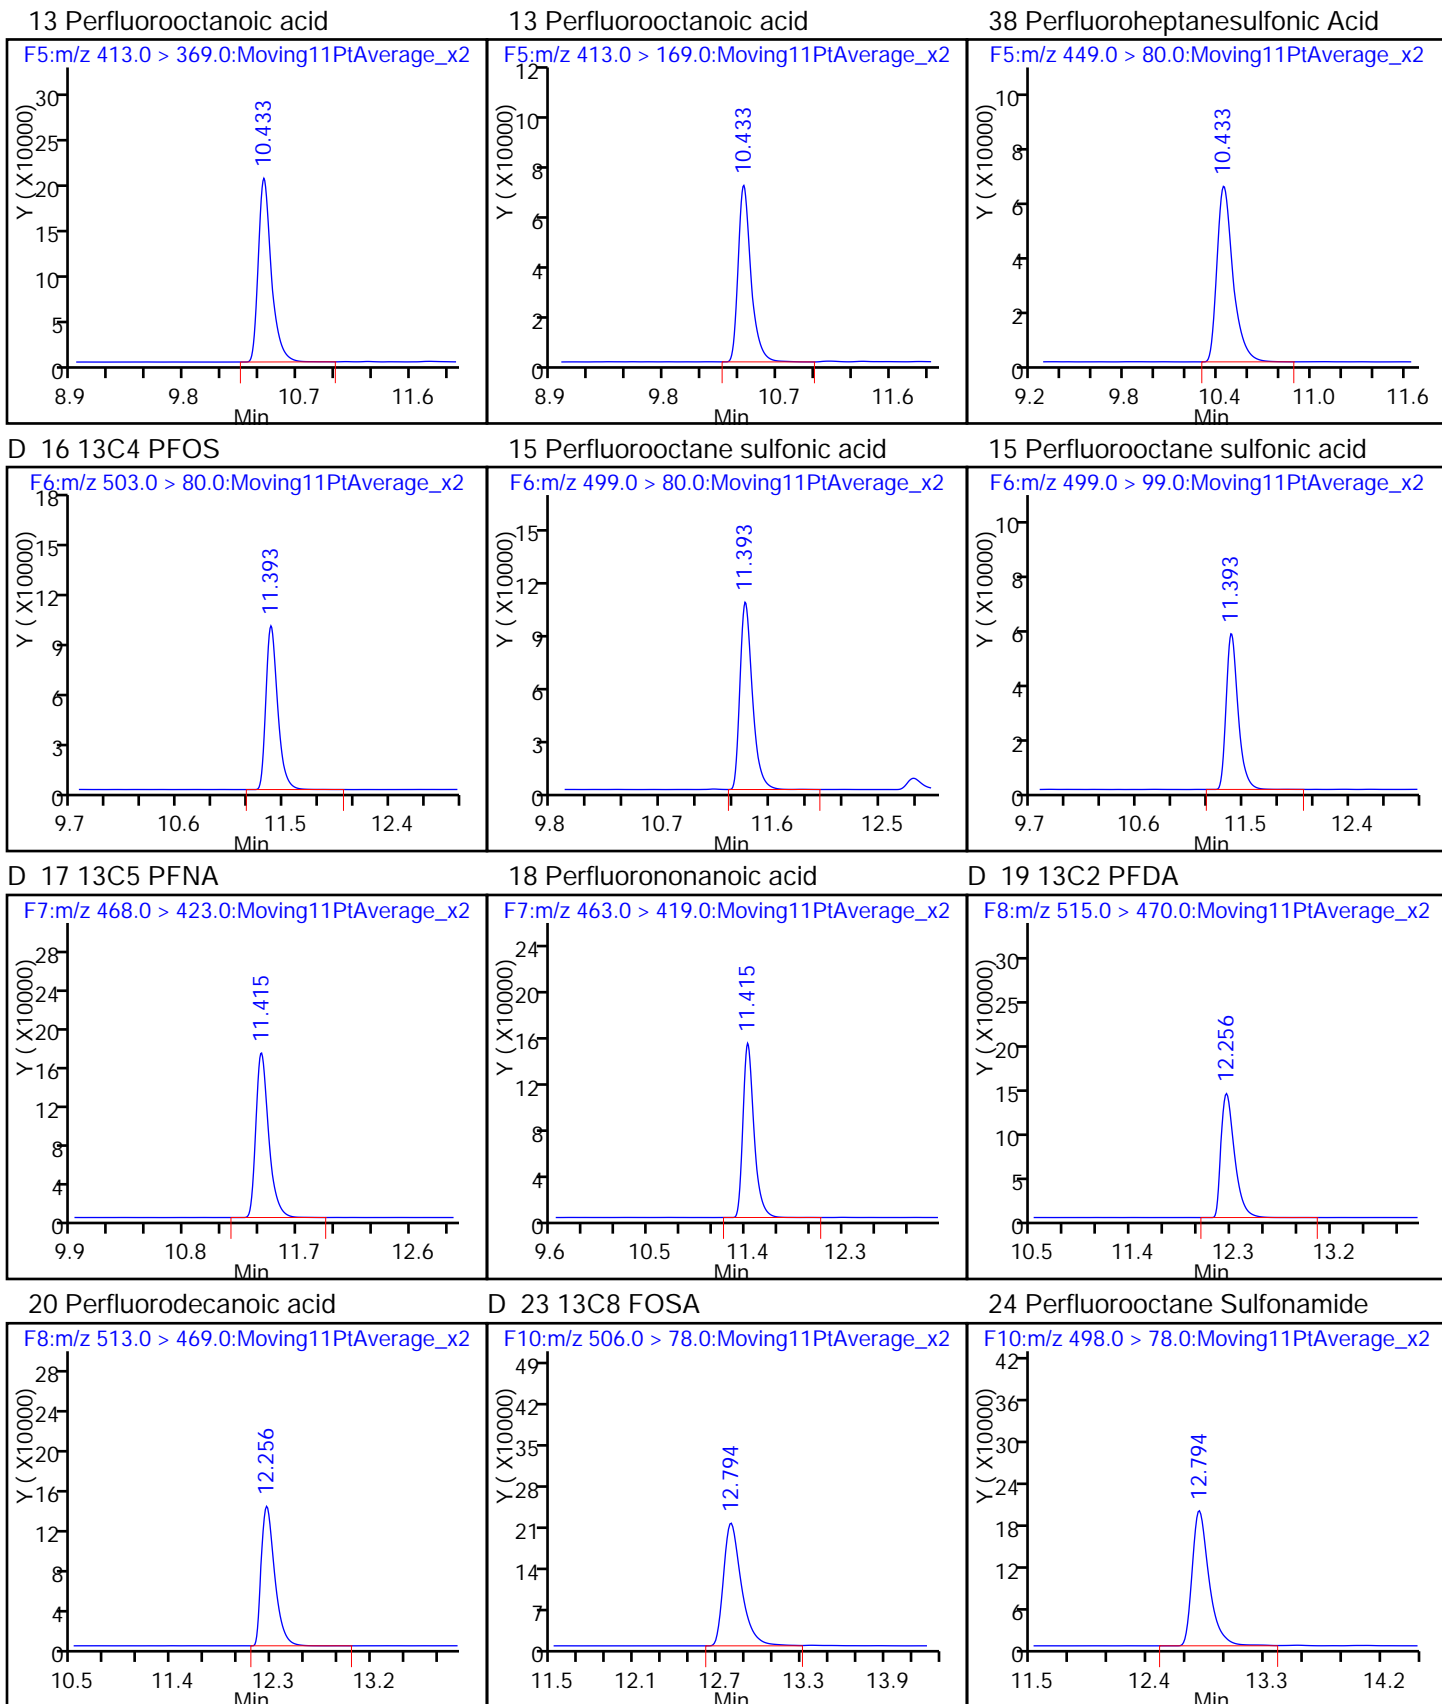 13 Perfluorooctanoic acid
F5:m/z 413.0 > 369.0:Moving11PtAverage_x2
Y ( X10000)
30
25
20
15
10
5
0
10.433
8.9 9.8 10.7 11.6
Min
13 Perfluorooctanoic acid
F5:m/z 413.0 > 169.0:Moving11PtAverage_x2
Y ( X10000)
12
10
8
6
4
2
0
10.433
8.9 9.8 10.7 11.6
Min
38 Perfluoroheptanesulfonic Acid
F5:m/z 449.0 > 80.0:Moving11PtAverage_x2
Y ( X10000)
10
8
6
4
2
0
10.433
9.2 9.8 10.4 11.0 11.6
Min
D 16 13C4 PFOS
F6:m/z 503.0 > 80.0:Moving11PtAverage_x2
Y ( X10000)
18
15
12
9
6
3
0
11.393
9.7 10.6 11.5 12.4
Min
15 Perfluorooctane sulfonic acid
F6:m/z 499.0 > 80.0:Moving11PtAverage_x2
Y ( X10000)
15
12
9
6
3
0
11.393
9.8 10.7 11.6 12.5
Min
15 Perfluorooctane sulfonic acid
F6:m/z 499.0 > 99.0:Moving11PtAverage_x2
Y ( X10000)
10
8
6
4
2
0
11.393
9.7 10.6 11.5 12.4
Min
D 17 13C5 PFNA
F7:m/z 468.0 > 423.0:Moving11PtAverage_x2
Y ( X10000)
28
24
20
16
12
8
4
0
11.415
9.9 10.8 11.7 12.6
Min
18 Perfluorononanoic acid
F7:m/z 463.0 > 419.0:Moving11PtAverage_x2
Y ( X10000)
24
20
16
12
8
4
0
11.415
9.6 10.5 11.4 12.3
Min
D 19 13C2 PFDA
F8:m/z 515.0 > 470.0:Moving11PtAverage_x2
Y ( X10000)
30
25
20
15
10
5
0
12.256
10.5 11.4 12.3 13.2
Min
20 Perfluorodecanoic acid
F8:m/z 513.0 > 469.0:Moving11PtAverage_x2
Y ( X10000)
28
24
20
16
12
8
4
0
12.256
10.5 11.4 12.3 13.2
Min
D 23 13C8 FOSA
F10:m/z 506.0 > 78.0:Moving11PtAverage_x2
Y ( X10000)
49
42
35
28
21
14
7
0
12.794
11.5 12.1 12.7 13.3 13.9
Min
24 Perfluorooctane Sulfonamide
F10:m/z 498.0 > 78.0:Moving11PtAverage_x2
Y ( X10000)
42
36
30
24
18
12
6
0
12.794
11.5 12.4 13.3 14.2
Min